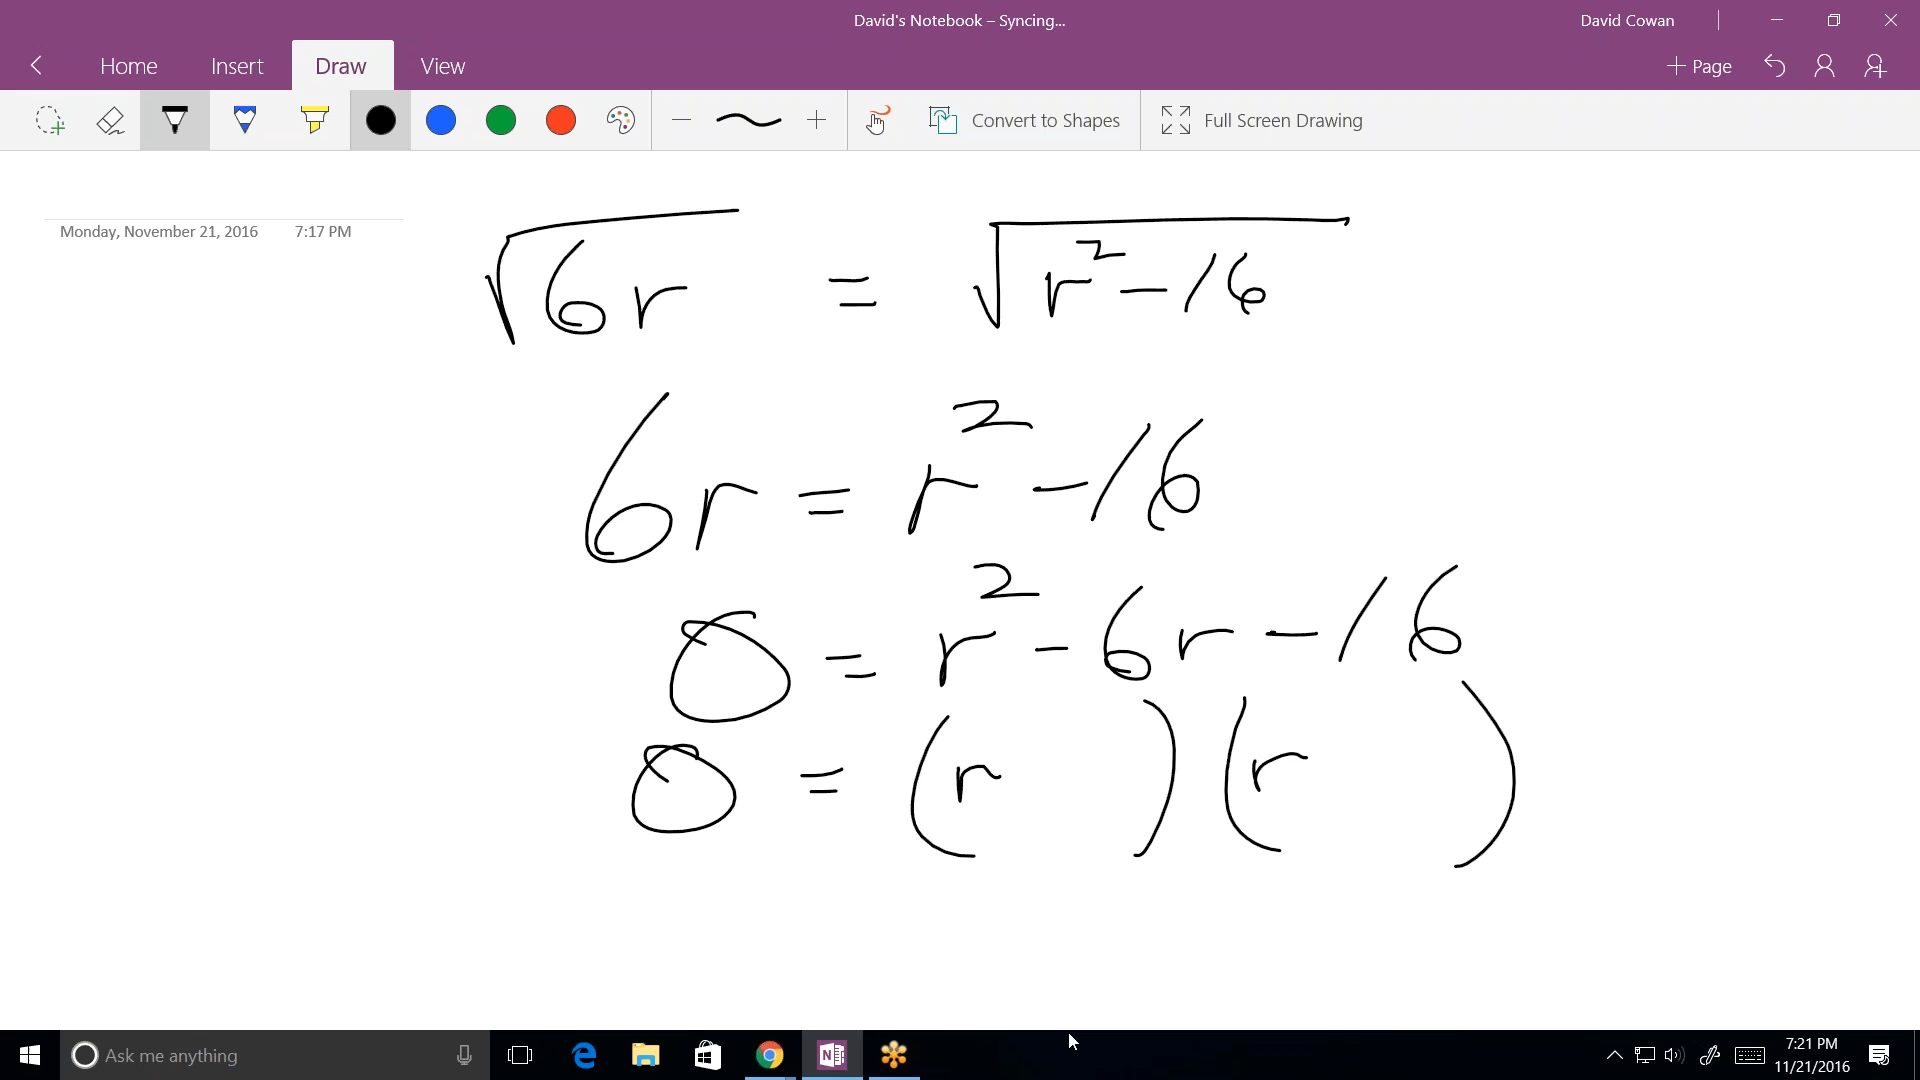 David's Notebook – Syncing...
David Cowan
Home Insert Draw View
Page
Convert to Shapes
Full Screen Drawing
Monday, November 21, 2016 7:17 PM
√6r = √r² – 16
6r = r² – 16
0 = r² – 6r – 16
0 = (r )(r )
Ask me anything
7:21 PM
11/21/2016